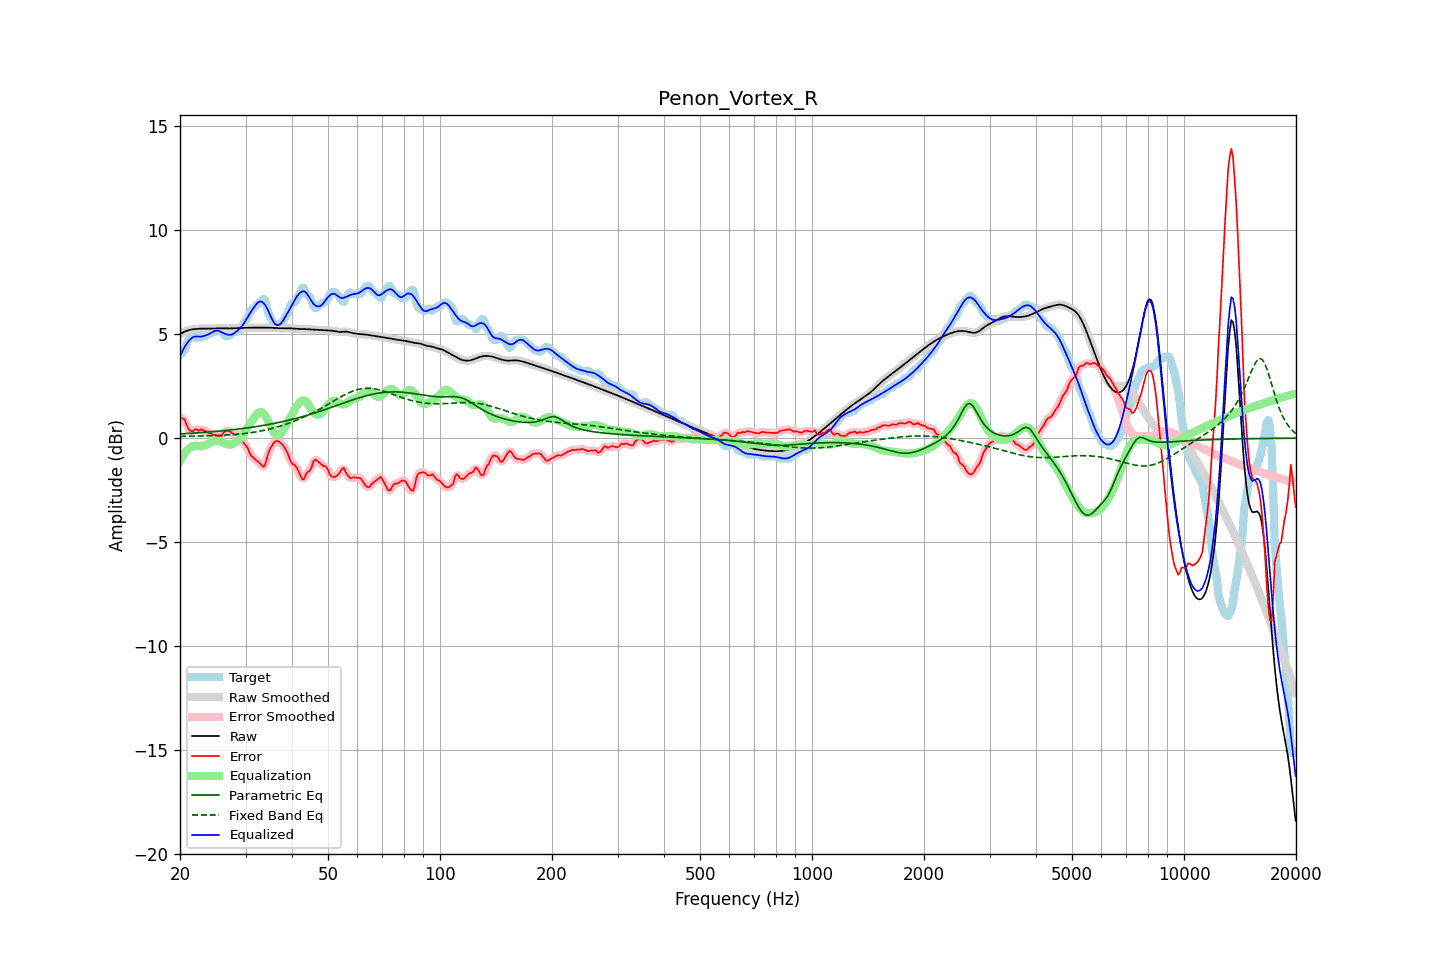 Penon_Vortex_R
Amplitude (dBr)
15
10
5
0
−5
−10
−15
−20
Target
Raw Smoothed
Error Smoothed
Raw
Error
Equalization
Parametric Eq
Fixed Band Eq
Equalized
20 50 100 200 500 1000 2000 5000 10000 20000
Frequency (Hz)